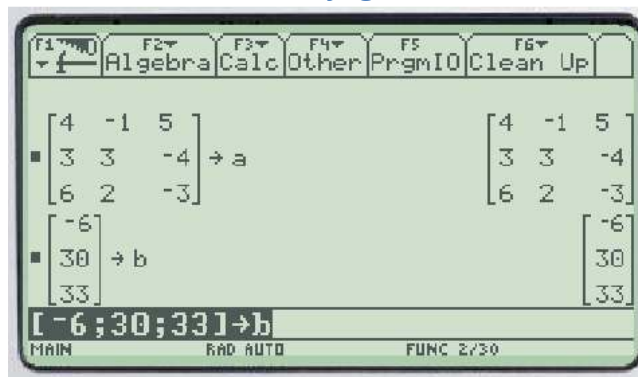 F1 F2 F3 F4 F5 F6
Algebra Calc Other PrgmIO Clean Up
4 -1 5
3 3 -4 → a
6 2 -3
4 -1 5
3 3 -4
6 2 -3
-6
30 → b
33
-6
30
33
[-6;30;33]→b
MAIN RAD AUTO FUNC 2/30